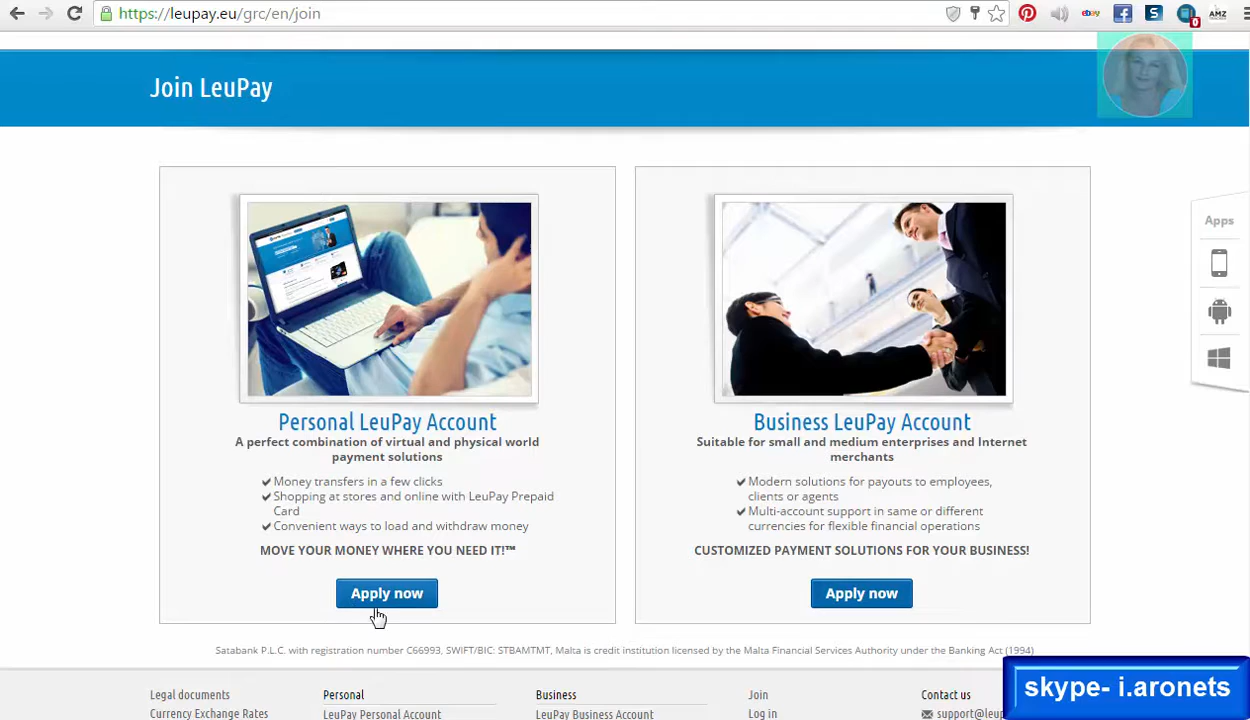 https://leupay.eu/grc/en/join
ebay
0
AMZ
Join LeuPay
Apps
Personal LeuPay Account
A perfect combination of virtual and physical world
payment solutions
Money transfers in a few clicks
Shopping at stores and online with LeuPay Prepaid
Card
Convenient ways to load and withdraw money
MOVE YOUR MONEY WHERE YOU NEED IT!™
Apply now
Business LeuPay Account
Suitable for small and medium enterprises and Internet
merchants
Modern solutions for payouts to employees,
clients or agents
Multi-account support in same or different
currencies for flexible financial operations
CUSTOMIZED PAYMENT SOLUTIONS FOR YOUR BUSINESS!
Apply now
Satabank P.L.C. with registration number C66993, SWIFT/BIC: STBAMTMT, Malta is credit institution licensed by the Malta Financial Services Authority under the Banking Act (1994)
Legal documents
Currency Exchange Rates
Personal
LeuPay Personal Account
Business
LeuPay Business Account
Join
Log in
Contact us
support@leup
skype- i.aronets